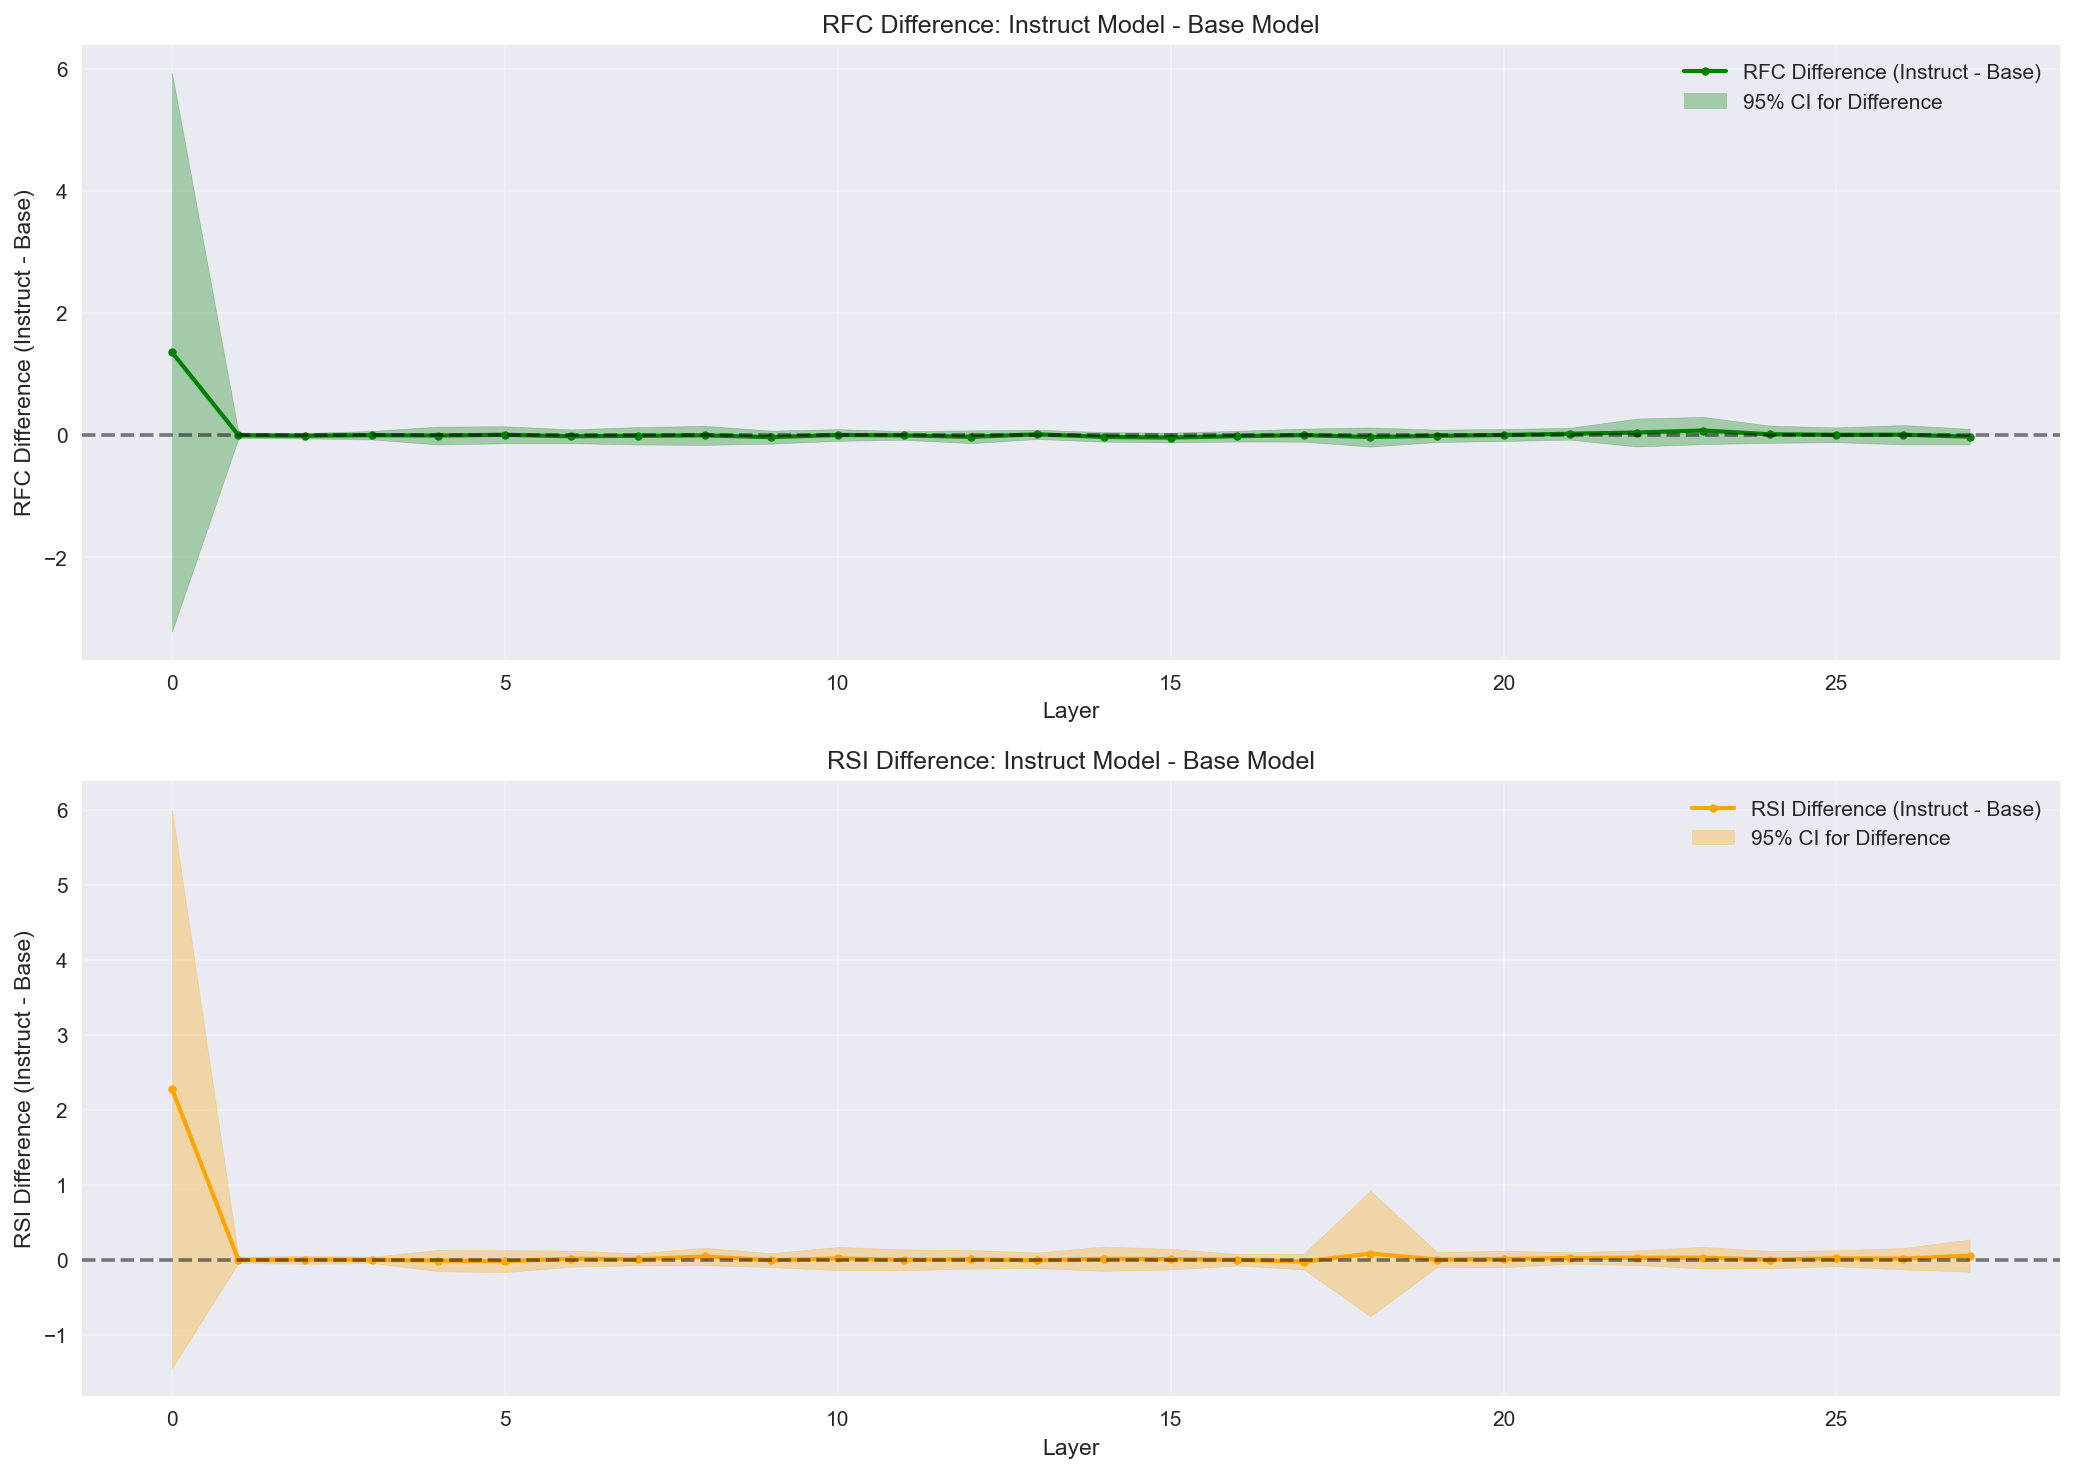 RFC Difference: Instruct Model - Base Model
RFC Difference (Instruct - Base)
6
4
2
0
−2
RFC Difference (Instruct - Base)
95% CI for Difference
0 5 10 15 20 25
Layer
RSI Difference: Instruct Model - Base Model
RSI Difference (Instruct - Base)
6
5
4
3
2
1
0
−1
RSI Difference (Instruct - Base)
95% CI for Difference
0 5 10 15 20 25
Layer